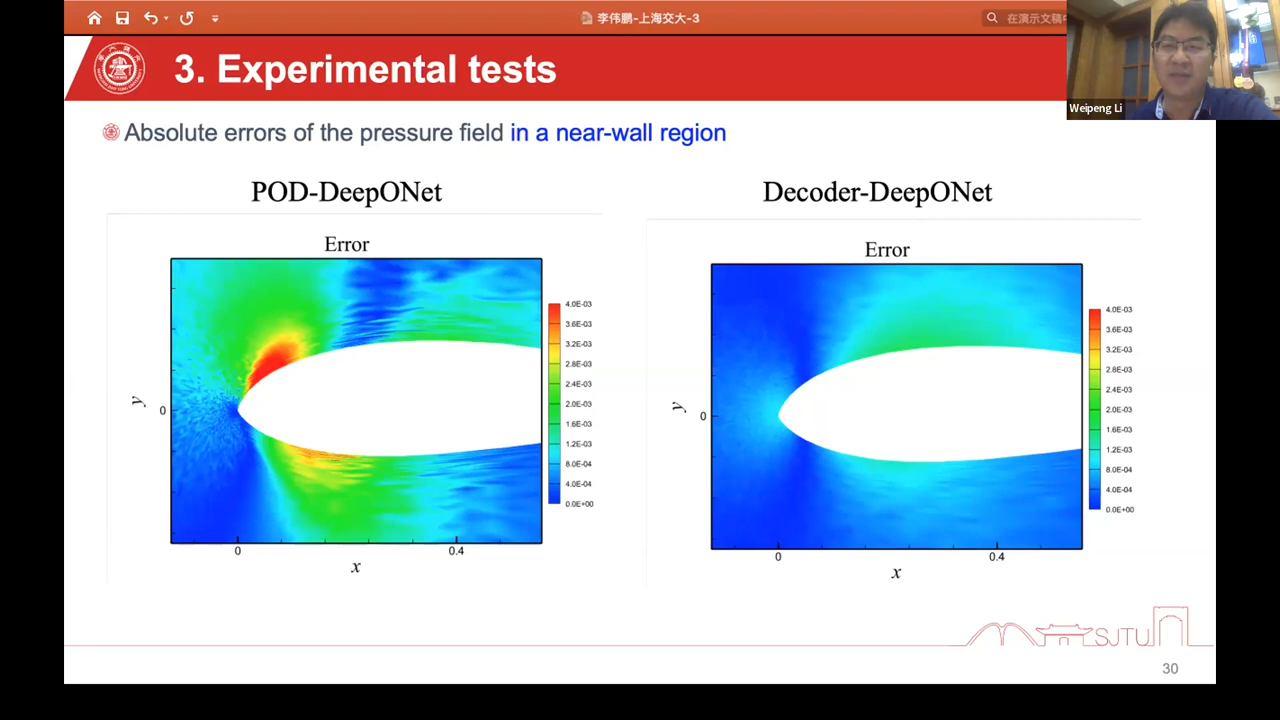 李伟鹏-上海交大-3
在演示文稿中
Weipeng Li
3. Experimental tests
Absolute errors of the pressure field in a near-wall region
POD-DeepONet
Decoder-DeepONet
Error
4.0E-03
3.6E-03
3.2E-03
2.8E-03
2.4E-03
2.0E-03
1.6E-03
1.2E-03
8.0E-04
4.0E-04
0.0E+00
y
0
0
0.4
x
Error
4.0E-03
3.6E-03
3.2E-03
2.8E-03
2.4E-03
2.0E-03
1.6E-03
1.2E-03
8.0E-04
4.0E-04
0.0E+00
y
0
0
0.4
x
SJTU
30